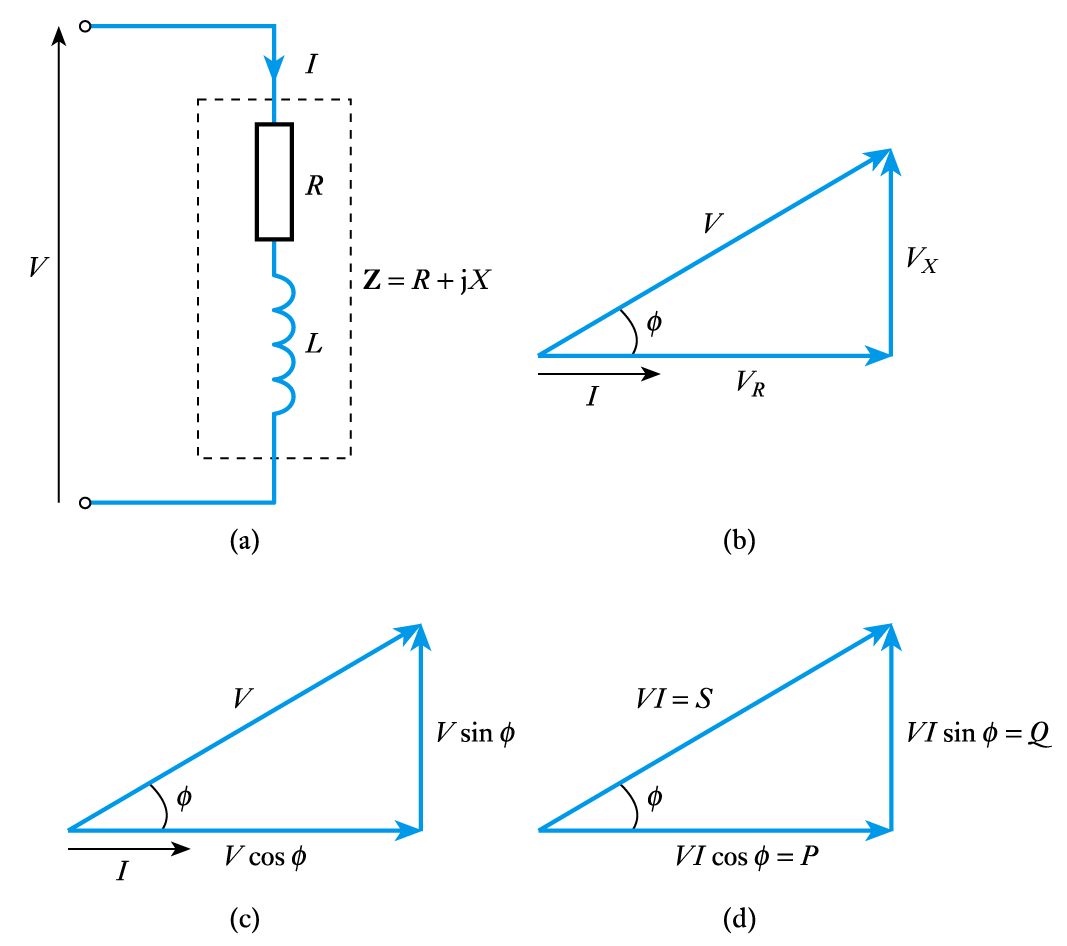 I
R
V
Z = R + jX
L
(a)
V
V_X
ϕ
V_R
I
(b)
V
V sin ϕ
ϕ
V cos ϕ
I
(c)
VI = S
VI sin ϕ = Q
ϕ
VI cos ϕ = P
(d)